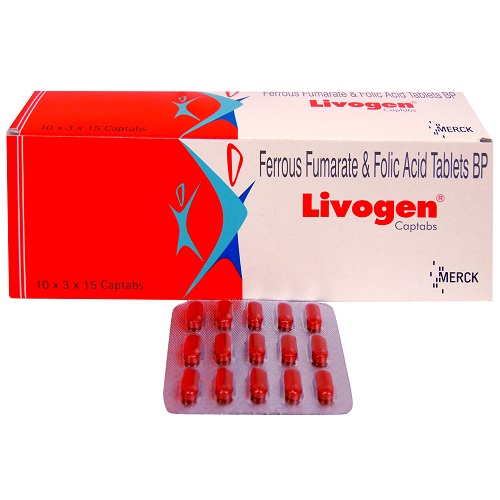 Ferrous Fumarate & Folic Acid Tablets BP
Livogen®
Captabs
10 x 3 x 15 Captabs
MERCK
Ferrous Fumarate & Folic Acid Tablets BP
Livogen®
Captabs
10 x 3 x 15 Captabs
MERCK